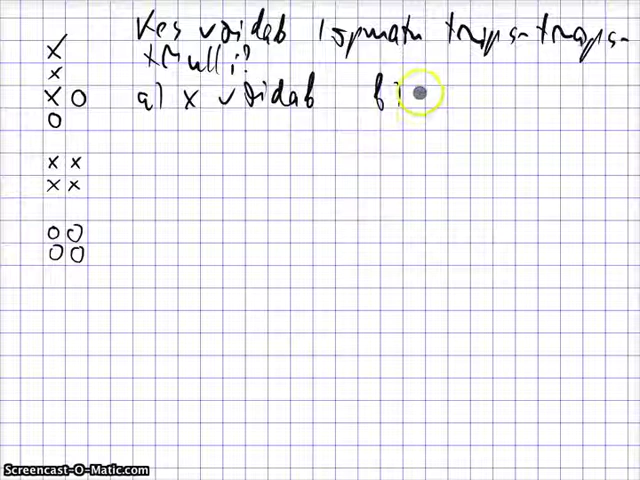 Kes võidab lõpmatu trips-traps-
trulli?
x
x
x o
a) x võidab b)
o
x x
x x
o o
o o
Screencast-O-Matic.com